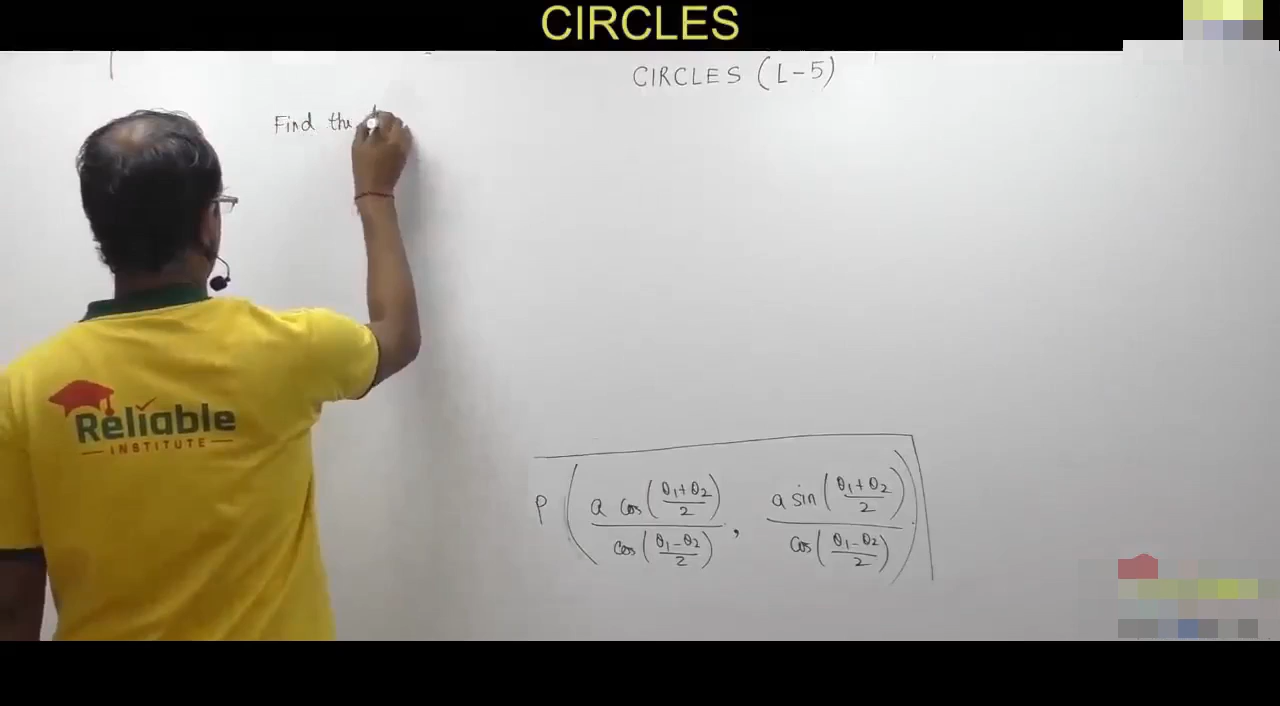 CIRCLES
CIRCLES (L-5)
Find the
Reliable
INSTITUTE
P ( a cos((θ1+θ2)/2) / cos((θ1-θ2)/2) , a sin((θ1+θ2)/2) / cos((θ1-θ2)/2) )